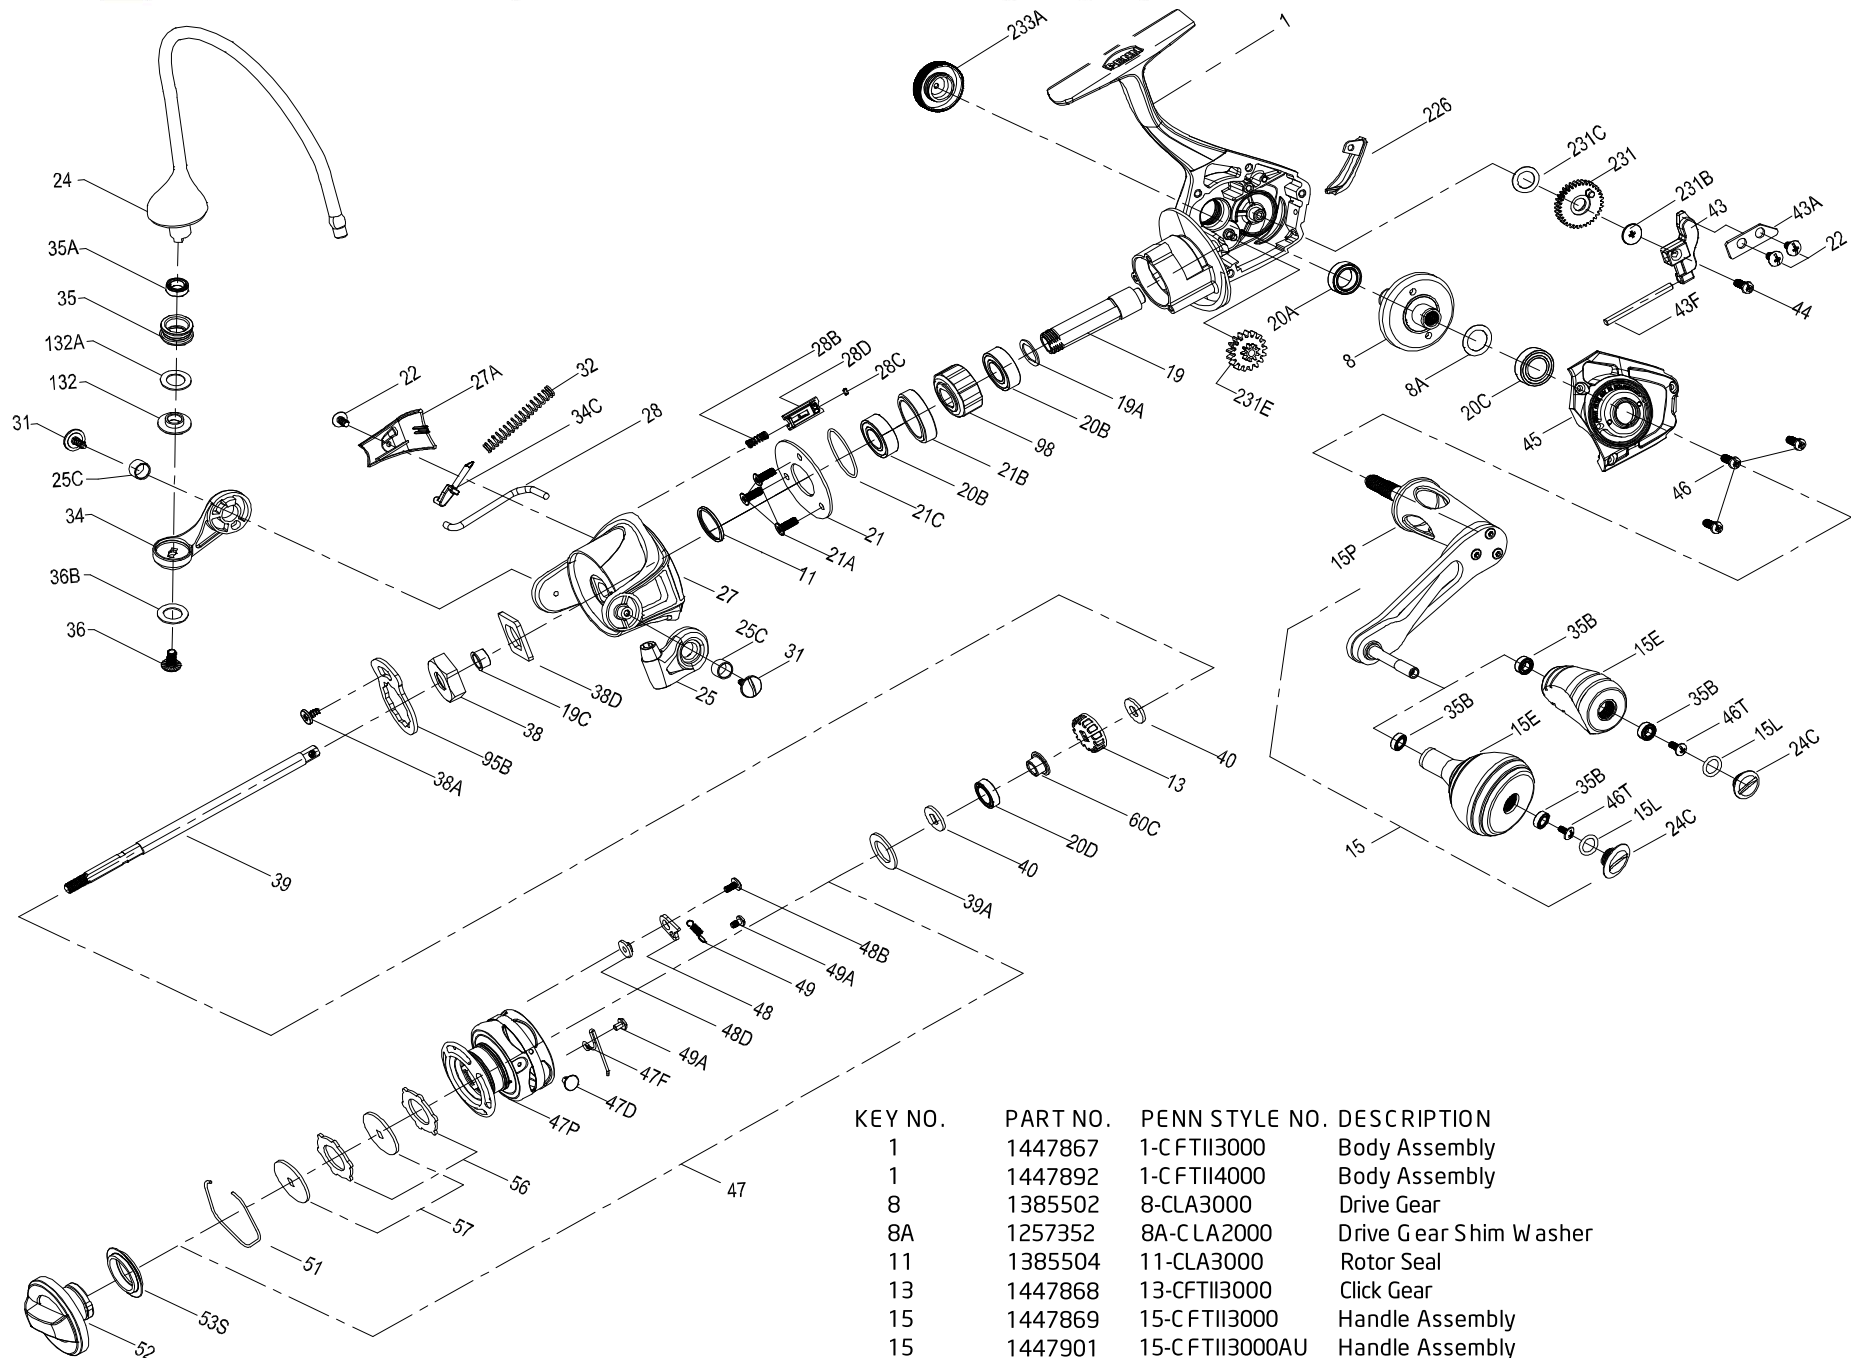 233A
1
226
231C
231
231B
43
43A
22
24
35A
35
132A
132
31
25C
34
36B
36
22
27A
32
34C
28
28B
28D
28C
20A
43F
44
8
8A
20C
45
46
19
19A
231E
20B
98
21B
20B
21C
21
21A
11
27
15P
25C
31
25
38D
19C
38
95B
38A
39
35B
15E
35B
46T
15L
24C
35B
15E
35B
46T
15L
24C
15
40
13
60C
20D
40
39A
48B
49A
49
48
48D
49A
47F
47D
47P
56
57
47
51
53S
52
KEY NO. PART NO. PENN STYLE NO. DESCRIPTION
1 1447867 1-CFTII3000 Body Assembly
1 1447892 1-CFTII4000 Body Assembly
8 1385502 8-CLA3000 Drive Gear
8A 1257352 8A-CLA2000 Drive Gear Shim Washer
11 1385504 11-CLA3000 Rotor Seal
13 1447868 13-CFTII3000 Click Gear
15 1447869 15-CFTII3000 Handle Assembly
15 1447901 15-CFTII3000AU Handle Assembly